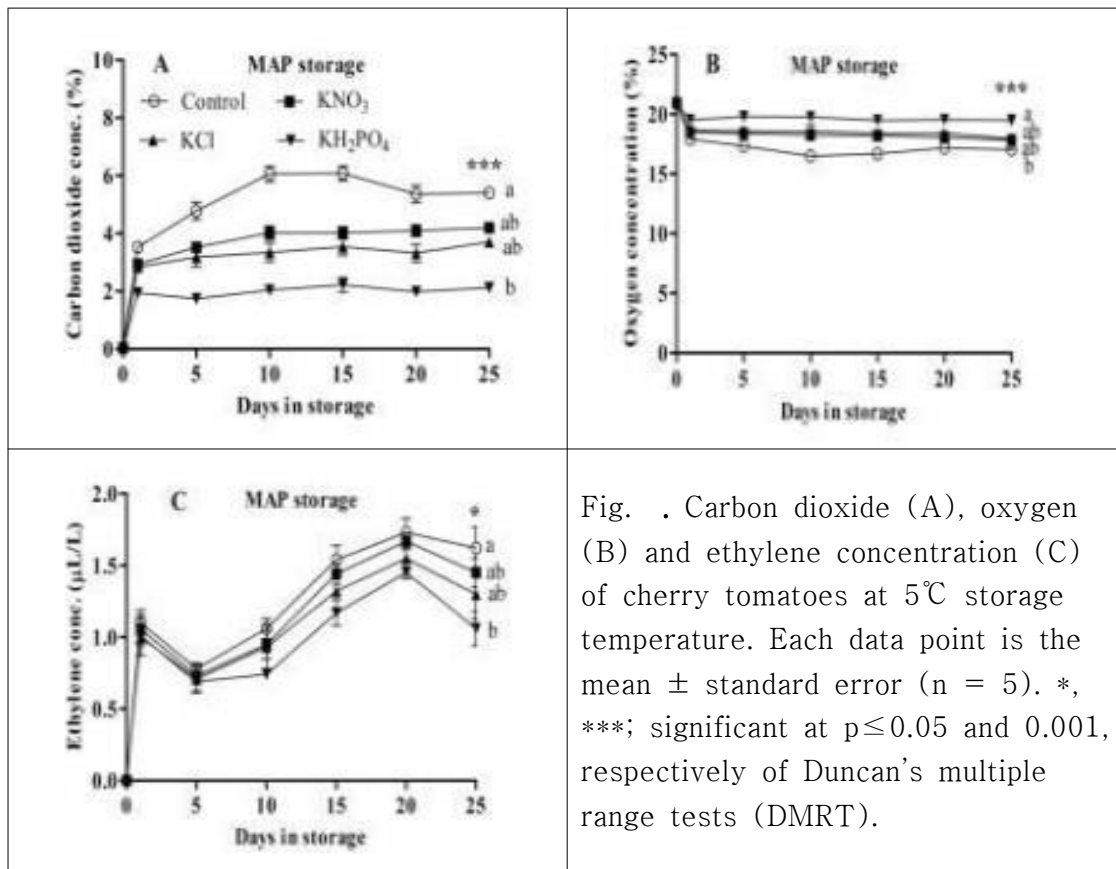 A MAP storage
Control KNO3
KCl KH2PO4
Carbon dioxide conc. (%)
10
8
6
4
2
0
***
a
ab
ab
b
0 5 10 15 20 25
Days in storage
B MAP storage
Oxygen concentration (%)
25
20
15
10
5
0
***
0 5 10 15 20 25
Days in storage
C MAP storage
Ethylene conc. (µL/L)
2.0
1.5
1.0
0.5
0.0
*
a
ab
ab
b
0 5 10 15 20 25
Days in storage
Fig. . Carbon dioxide (A), oxygen
(B) and ethylene concentration (C)
of cherry tomatoes at 5℃ storage
temperature. Each data point is the
mean ± standard error (n = 5). *,
***; significant at p≤0.05 and 0.001,
respectively of Duncan's multiple
range tests (DMRT).